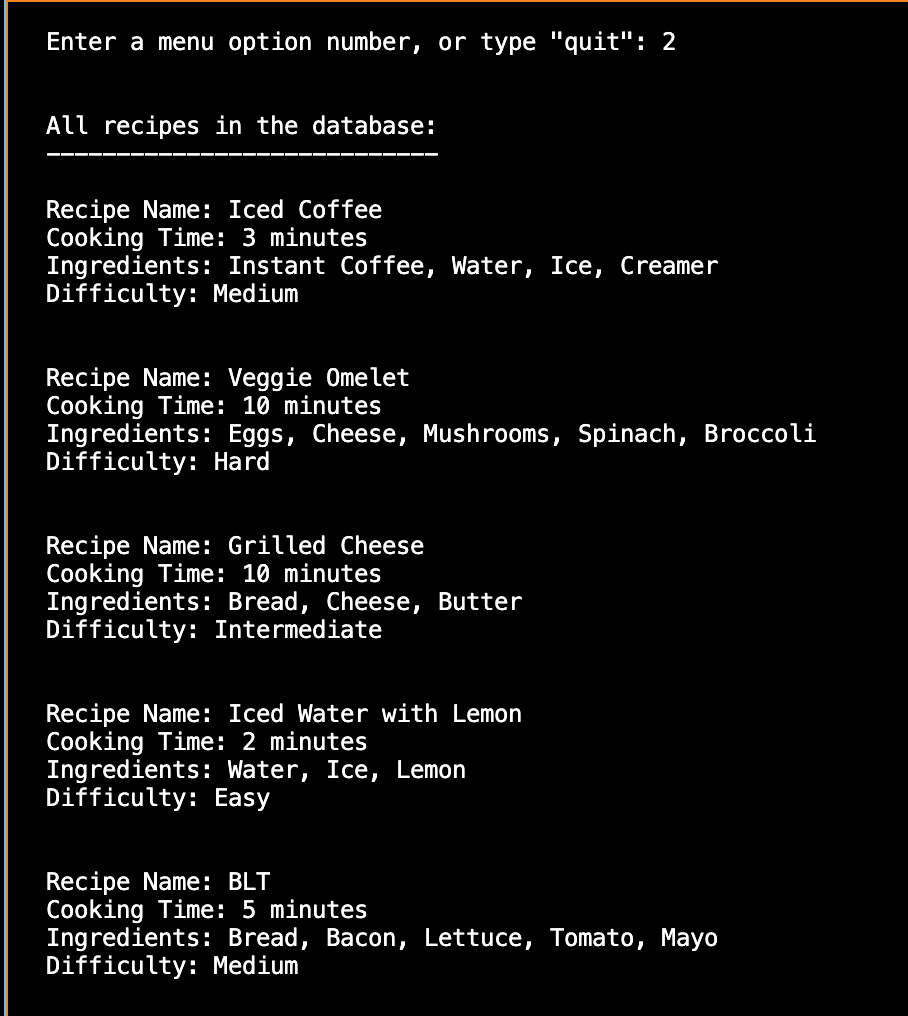 Enter a menu option number, or type "quit": 2
All recipes in the database:
----------------------------
Recipe Name: Iced Coffee
Cooking Time: 3 minutes
Ingredients: Instant Coffee, Water, Ice, Creamer
Difficulty: Medium
Recipe Name: Veggie Omelet
Cooking Time: 10 minutes
Ingredients: Eggs, Cheese, Mushrooms, Spinach, Broccoli
Difficulty: Hard
Recipe Name: Grilled Cheese
Cooking Time: 10 minutes
Ingredients: Bread, Cheese, Butter
Difficulty: Intermediate
Recipe Name: Iced Water with Lemon
Cooking Time: 2 minutes
Ingredients: Water, Ice, Lemon
Difficulty: Easy
Recipe Name: BLT
Cooking Time: 5 minutes
Ingredients: Bread, Bacon, Lettuce, Tomato, Mayo
Difficulty: Medium